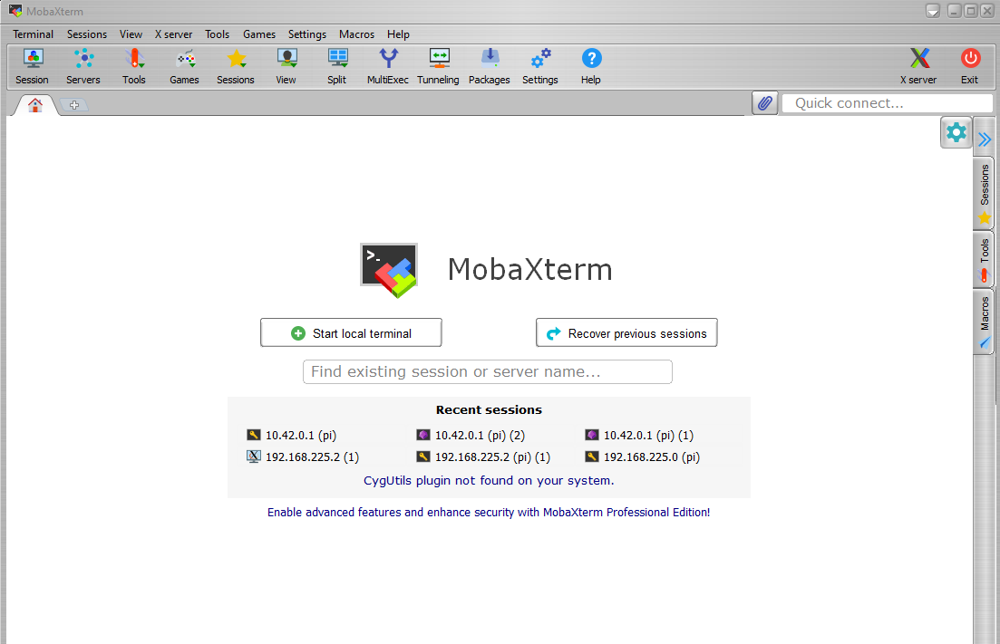 MobaXterm
Terminal Sessions View X server Tools Games Settings Macros Help
Session Servers Tools Games Sessions View Split MultiExec Tunneling Packages Settings Help X server Exit
Quick connect...
Sessions
Tools
Macros
>_
MobaXterm
Start local terminal Recover previous sessions
Find existing session or server name...
Recent sessions
10.42.0.1 (pi) 10.42.0.1 (pi) (2) 10.42.0.1 (pi) (1)
192.168.225.2 (1) 192.168.225.2 (pi) (1) 192.168.225.0 (pi)
CygUtils plugin not found on your system.
Enable advanced features and enhance security with MobaXterm Professional Edition!